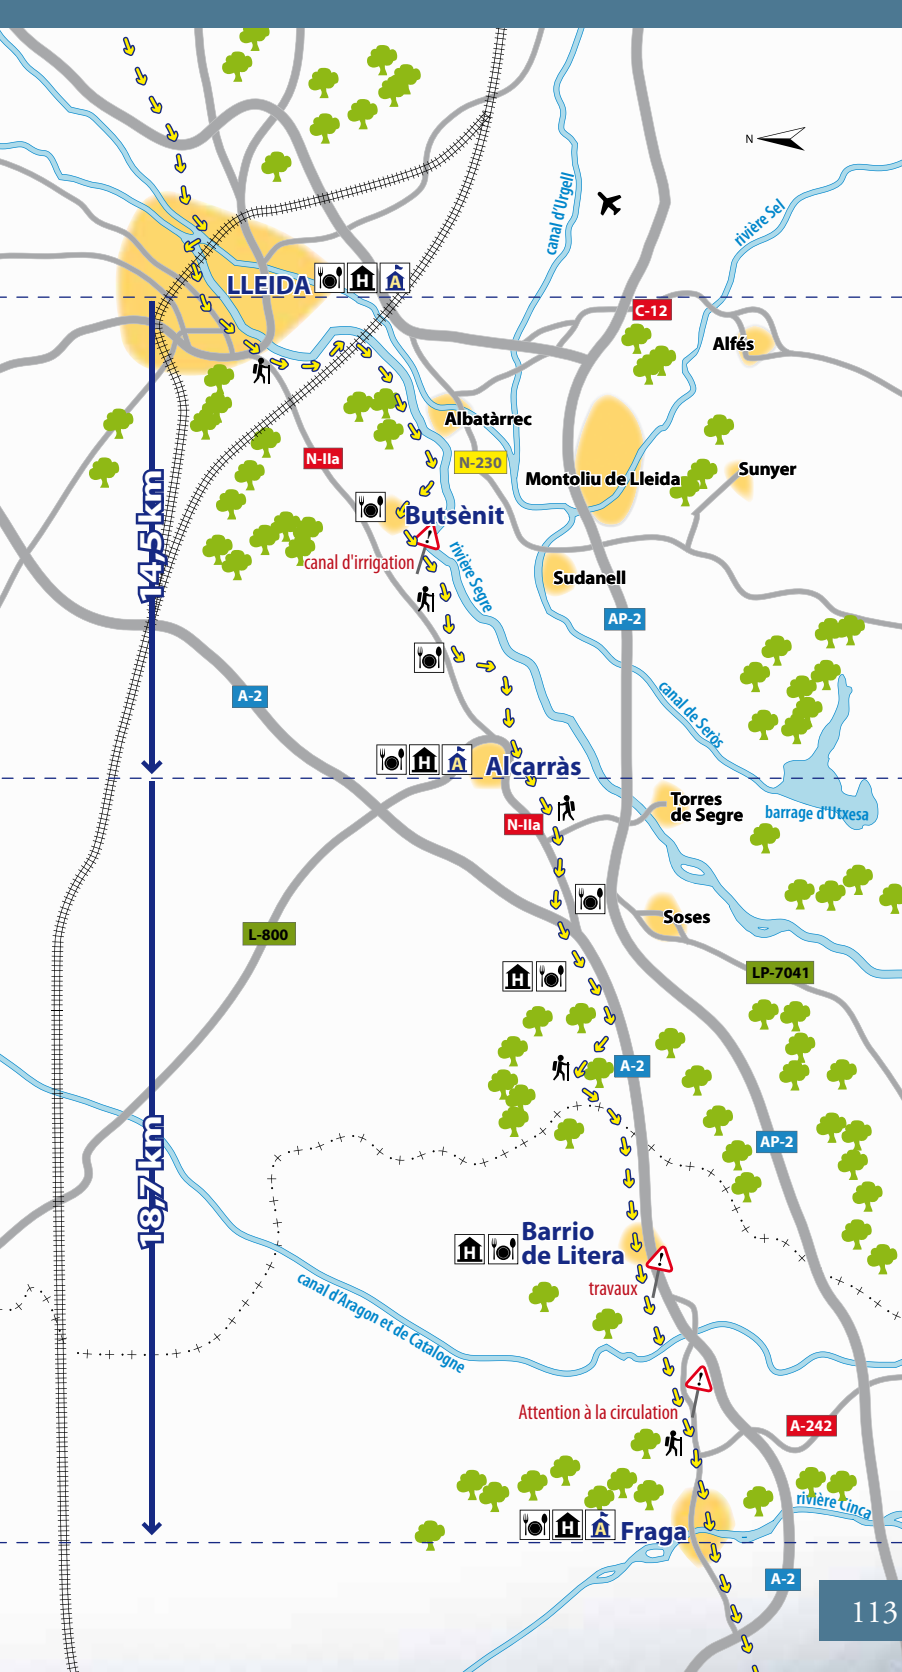 N
canal d'Urgell
rivière Sel
LLEIDA
H
A
C-12
Alfés
Albatàrrec
N-IIa
N-230
Montoliu de Lleida
Sunyer
14,5 km
Butsènit
!
canal d'irrigation
rivière Segre
Sudanell
AP-2
A-2
canal de Seròs
H
A
Alcarràs
Torres
de Segre
barrage d'Utxesa
N-IIa
Soses
L-800
LP-7041
H
A-2
18,7 km
AP-2
H
Barrio
de Litera
!
travaux
canal d'Aragon et de Catalogne
!
Attention à la circulation
A-242
rivière Cinca
H
A
Fraga
A-2
113